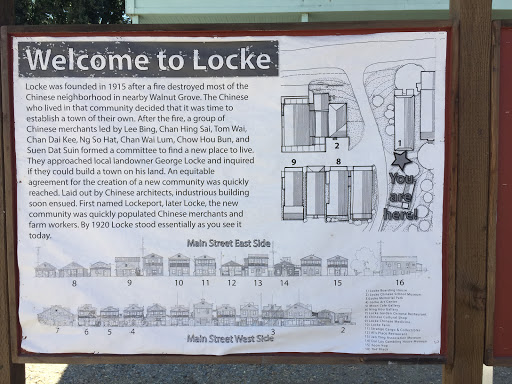 Welcome to Locke
Locke was founded in 1915 after a fire destroyed most of the
Chinese neighborhood in nearby Walnut Grove. The Chinese
who lived in that community decided that it was time to
establish a town of their own. After the fire, a group of
Chinese merchants led by Lee Bing, Chan Hing Sai, Tom Wai,
Chan Dai Kee, Ng So Hat, Chan Wai Lum, Chow Hou Bun, and
Suen Dat Suin formed a committee to find a new place to live.
They approached local landowner George Locke and inquired
if they could build a town on his land. An equitable
agreement for the creation of a new community was quickly
reached. Laid out by Chinese architects, industrious building
soon ensued. First named Lockeport, later Locke, the new
community was quickly populated Chinese merchants and
farm workers. By 1920 Locke stood essentially as you see it
today.
2
1
9 8
You
are
here!
Main Street East Side
8 9 10 11 12 13 14 15 16
7 6 5 4 3 2
Main Street West Side